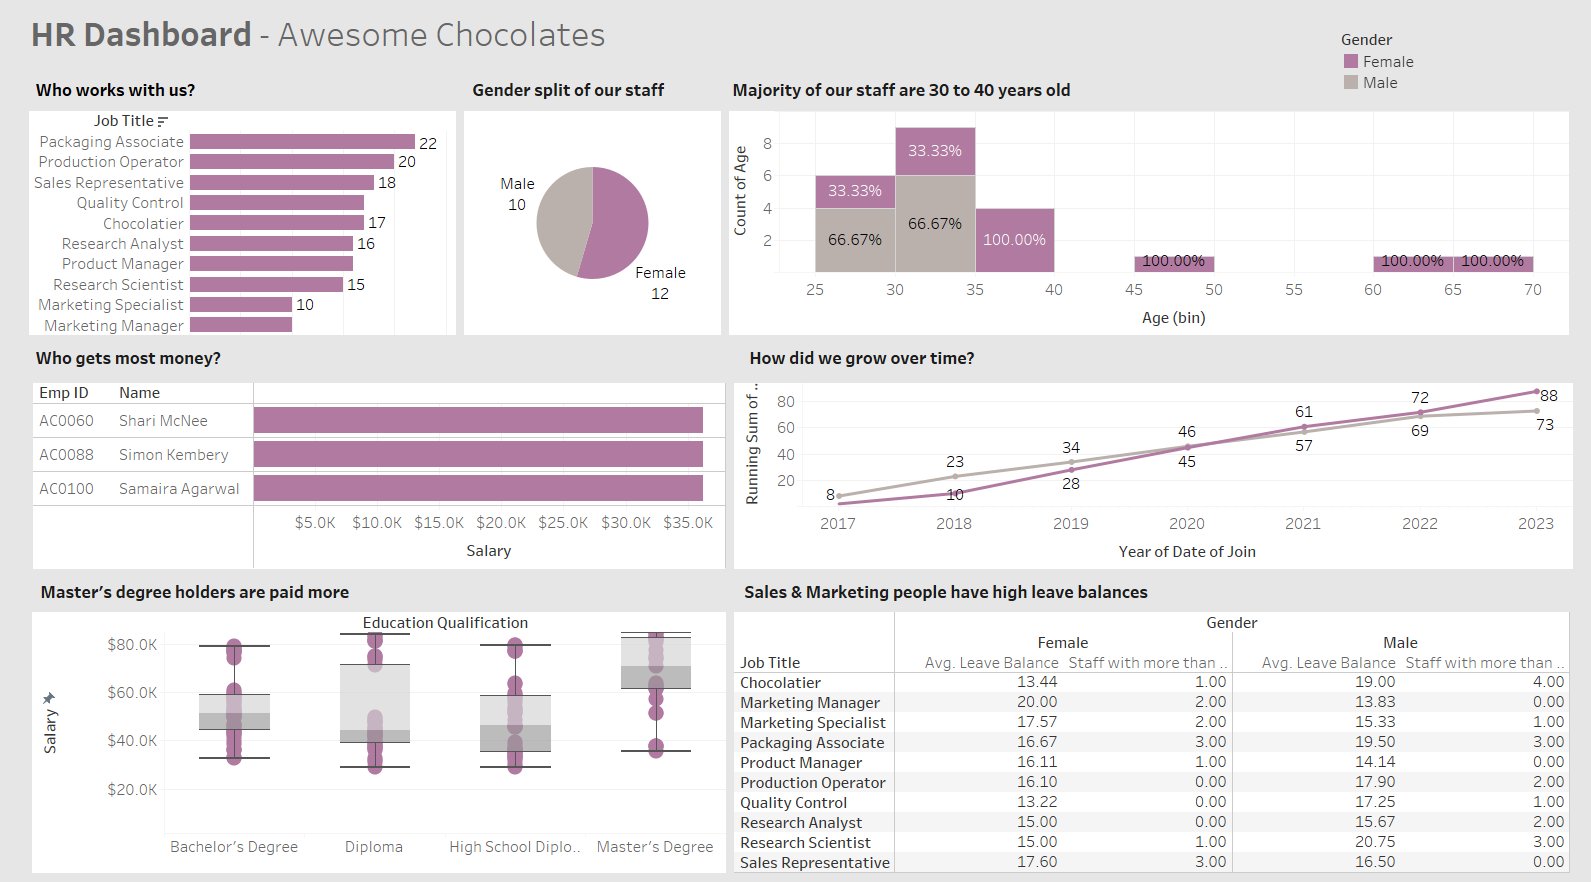 HR Dashboard - Awesome Chocolates
Gender
Female
Male
Who works with us?
Job Title
Packaging Associate 22
Production Operator 20
Sales Representative 18
Quality Control
Chocolatier 17
Research Analyst 16
Product Manager
Research Scientist 15
Marketing Specialist 10
Marketing Manager
Gender split of our staff
Male
10
Female
12
Majority of our staff are 30 to 40 years old
Count of Age
8
6
4
2
33.33%
33.33%
66.67%
66.67%
100.00%
100.00%
100.00%
100.00%
25 30 35 40 45 50 55 60 65 70
Age (bin)
Who gets most money?
Emp ID Name
AC0060 Shari McNee
AC0088 Simon Kembery
AC0100 Samaira Agarwal
$5.0K $10.0K $15.0K $20.0K $25.0K $30.0K $35.0K
Salary
How did we grow over time?
Running Sum of ..
80
60
40
20
8
23
10
34
28
46
45
61
57
72
69
88
73
2017 2018 2019 2020 2021 2022 2023
Year of Date of Join
Master's degree holders are paid more
Education Qualification
Salary
$80.0K
$60.0K
$40.0K
$20.0K
Bachelor's Degree Diploma High School Diplo.. Master's Degree
Sales & Marketing people have high leave balances
Gender
Female Male
Job Title Avg. Leave Balance Staff with more than .. Avg. Leave Balance Staff with more than ..
Chocolatier 13.44 1.00 19.00 4.00
Marketing Manager 20.00 2.00 13.83 0.00
Marketing Specialist 17.57 2.00 15.33 1.00
Packaging Associate 16.67 3.00 19.50 3.00
Product Manager 16.11 1.00 14.14 0.00
Production Operator 16.10 0.00 17.90 2.00
Quality Control 13.22 0.00 17.25 1.00
Research Analyst 15.00 0.00 15.67 2.00
Research Scientist 15.00 1.00 20.75 3.00
Sales Representative 17.60 3.00 16.50 0.00